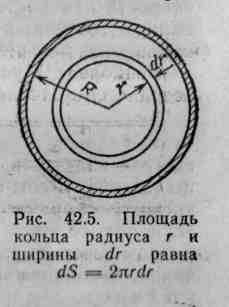 R r dr
Рис. 42.5. Площадь
кольца радиуса r и
ширины dr равна
dS = 2πrdr